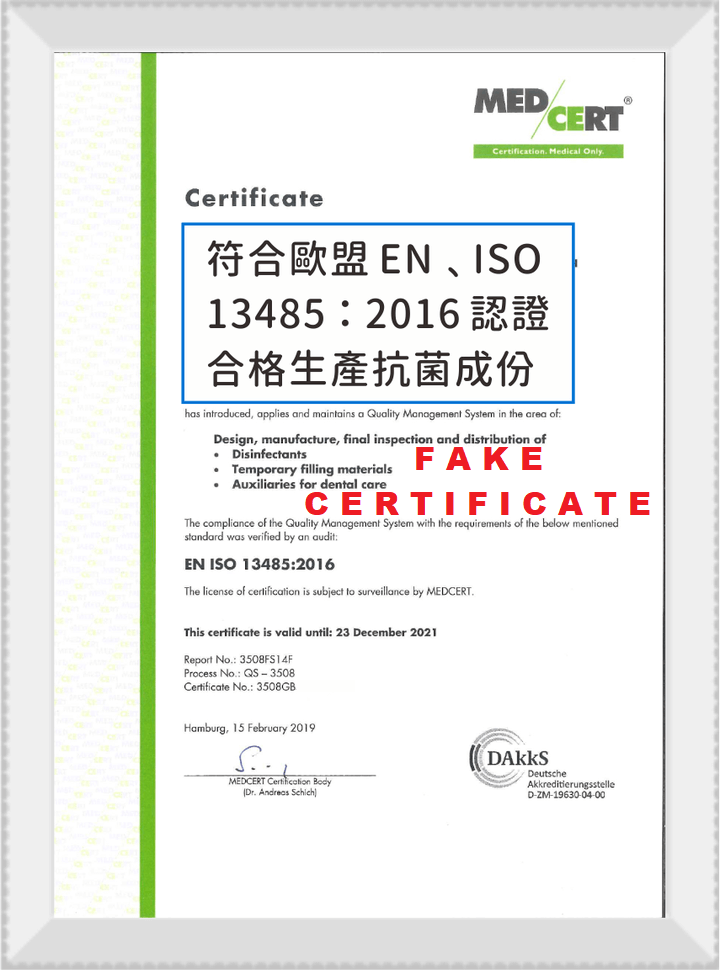 MED/CERT®
Certification. Medical Only.
Certificate
符合歐盟 EN 、ISO
13485：2016 認證
合格生產抗菌成份
has introduced, applies and maintains a Quality Management System in the area of:
Design, manufacture, final inspection and distribution of
• Disinfectants
• Temporary filling materials
• Auxiliaries for dental care
FAKE
CERTIFICATE
The compliance of the Quality Management System with the requirements of the below mentioned
standard was verified by an audit:
EN ISO 13485:2016
The license of certification is subject to surveillance by MEDCERT.
This certificate is valid until: 23 December 2021
Report No.: 3508FS14F
Process No.: QS – 3508
Certificate No.: 3508GB
Hamburg, 15 February 2019
MEDCERT Certification Body
(Dr. Andreas Schich)
DAkkS
Deutsche
Akkreditierungsstelle
D-ZM-19630-04-00